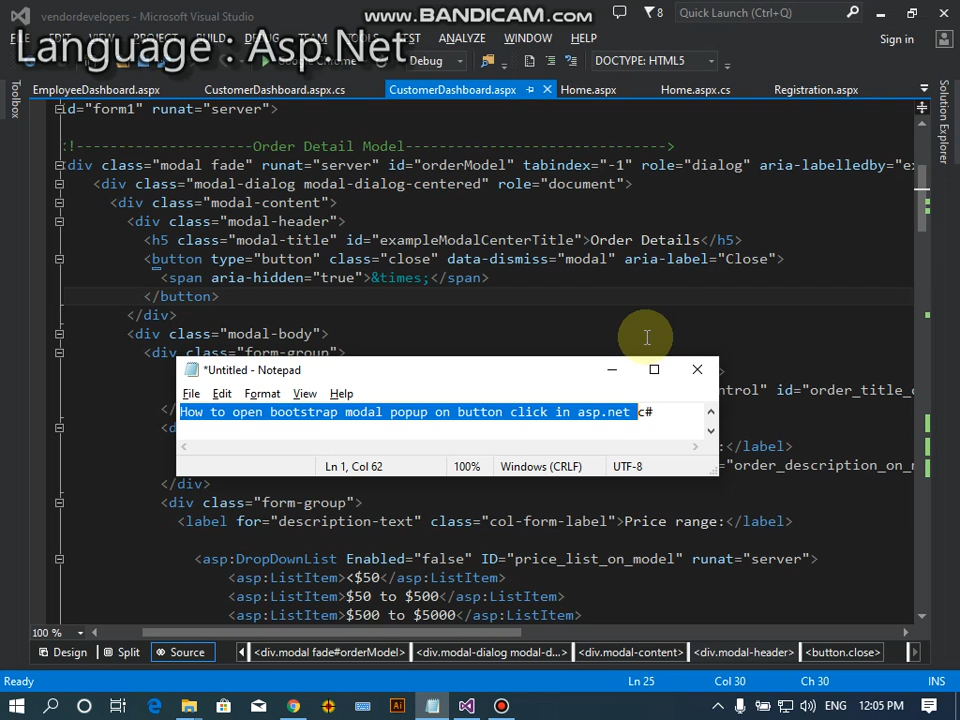 vendordevelopers - Microsoft Visual Studio
www.BANDICAM.com
8
Quick Launch (Ctrl+Q)
Language : Asp.Net
ANALYZE WINDOW HELP
Sign in
Debug
DOCTYPE: HTML5
Toolbox
EmployeeDashboard.aspx CustomerDashboard.aspx.cs CustomerDashboard.aspx Home.aspx Home.aspx.cs Registration.aspx
Solution Explorer
id="form1" runat="server">
!--------------------Order Detail Model------------------------------>
div class="modal fade" runat="server" id="orderModel" tabindex="-1" role="dialog" aria-labelledby="ex
<div class="modal-dialog modal-dialog-centered" role="document">
<div class="modal-content">
<div class="modal-header">
<h5 class="modal-title" id="exampleModalCenterTitle">Order Details</h5>
<button type="button" class="close" data-dismiss="modal" aria-label="Close">
<span aria-hidden="true">&times;</span>
</button>
</div>
<div class="modal-body">
<div class="form-group">
*Untitled - Notepad
File Edit Format View Help
How to open bootstrap modal popup on button click in asp.net c#
Ln 1, Col 62 100% Windows (CRLF) UTF-8
</div>
<div class="form-group">
<label for="description-text" class="col-form-label">Price range:</label>
<asp:DropDownList Enabled="false" ID="price_list_on_model" runat="server">
<asp:ListItem><$50</asp:ListItem>
<asp:ListItem>$50 to $500</asp:ListItem>
<asp:ListItem>$500 to $5000</asp:ListItem>
100 %
Design Split Source <div.modal fade#orderModel> <div.modal-dialog modal-d...> <div.modal-content> <div.modal-header> <button.close>
Ready Ln 25 Col 30 Ch 30 INS
12:05 PM